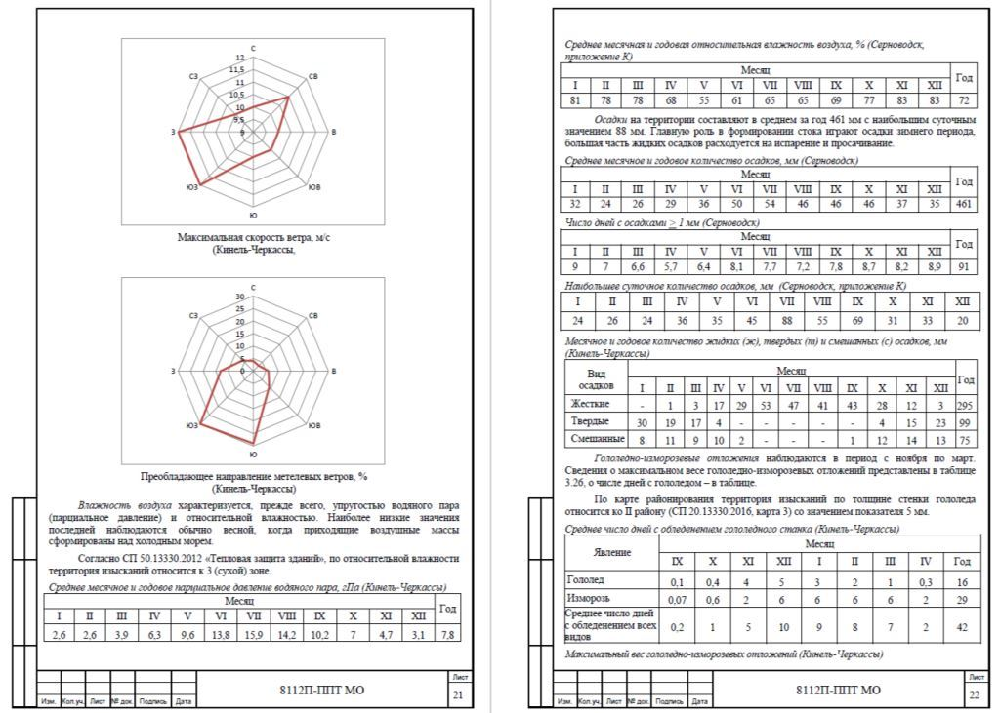 С
СВ
В
ЮВ
Ю
ЮЗ
З
СЗ
12
11,5
11
10,5
10
9,5
9
Максимальная скорость ветра, м/с
(Кинель-Черкассы,
С
СВ
В
ЮВ
Ю
ЮЗ
З
СЗ
30
25
20
15
10
5
0
Преобладающее направление метелевых ветров, %
(Кинель-Черкассы)
Влажность воздуха характеризуется, прежде всего, упругостью водяного пара
(парциальное давление) и относительной влажностью. Наиболее низкие значения
последней наблюдаются обычно весной, когда приходящие воздушные массы
сформированы над холодным морем.
Согласно СП 50.13330.2012 «Тепловая защита зданий», по относительной влажности
территория изысканий относится к 3 (сухой) зоне.
Среднее месячное и годовое парциальное давление водяного пара, гПа (Кинель-Черкассы)
Месяц Год
I II III IV V VI VII VIII IX X XI XII
2,6 2,6 3,9 6,3 9,6 13,8 15,9 14,2 10,2 7 4,7 3,1 7,8
Изм. Кол.уч. Лист № док. Подпись Дата
8112П-ППТ МО
Лист
21
Среднее месячная и годовая относительная влажность воздуха, % (Серноводск,
приложение К)
Месяц Год
I II III IV V VI VII VIII IX X XI XII
81 78 78 68 55 61 65 65 69 77 83 83 72
Осадки на территории составляют в среднем за год 461 мм с наибольшим суточным
значением 88 мм. Главную роль в формировании стока играют осадки зимнего периода,
большая часть жидких осадков расходуется на испарение и просачивание.
Среднее месячное и годовое количество осадков, мм (Серноводск)
Месяц Год
I II III IV V VI VII VIII IX X XI XII
32 24 26 29 36 50 54 46 46 46 37 35 461
Число дней с осадками ≥ 1 мм (Серноводск)
Месяц Год
I II III IV V VI VII VIII IX X XI XII
9 7 6,6 5,7 6,4 8,1 7,7 7,2 7,8 8,7 8,2 8,9 91
Наибольшее суточное количество осадков, мм (Серноводск, приложение К)
I II III IV V VI VII VIII IX X XI XII
24 26 24 36 35 45 88 55 69 31 33 20
Месячное и годовое количество жидких (ж), твердых (т) и смешанных (с) осадков, мм
(Кинель-Черкассы)
Вид осадков Месяц Год
I II III IV V VI VII VIII IX X XI XII
Жесткие - 1 3 17 29 53 47 41 43 28 12 3 295
Твердые 30 19 17 4 - - - - - 4 15 23 99
Смешанные 8 11 9 10 2 - - - 1 12 14 13 75
Гололедно-изморозевые отложения наблюдаются в период с ноября по март.
Сведения о максимальном весе гололедно-изморозевых отложений представлены в таблице
3.26, о числе дней с гололедом – в таблице.
По карте районирования территория изысканий по толщине стенки гололеда
относится ко II району (СП 20.13330.2016, карта 3) со значением показателя 5 мм.
Среднее число дней с обледенением гололедного станка (Кинель-Черкассы)
Явление Месяц
IX X XI XII I II III IV Год
Гололед 0,1 0,4 4 5 3 2 1 0,3 16
Изморозь 0,07 0,6 2 6 6 6 6 2 29
Среднее число дней
с обледенением всех
видов 0,2 1 5 10 9 8 7 2 42
Максимальный вес гололедно-изморозевых отложений (Кинель-Черкассы)
Изм. Кол.уч. Лист № док. Подпись Дата
8112П-ППТ МО
Лист
22